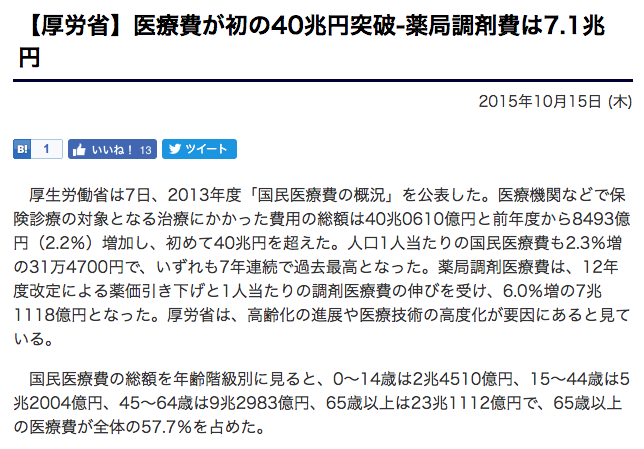 【厚労省】医療費が初の40兆円突破-薬局調剤費は7.1兆
円
2015年10月15日 (木)
B! 1 いいね！ 13 ツイート
厚生労働省は7日、2013年度「国民医療費の概況」を公表した。医療機関などで保
険診療の対象となる治療にかかった費用の総額は40兆0610億円と前年度から8493億
円（2.2％）増加し、初めて40兆円を超えた。人口1人当たりの国民医療費も2.3％増
の31万4700円で、いずれも7年連続で過去最高となった。薬局調剤医療費は、12年
度改定による薬価引き下げと1人当たりの調剤医療費の伸びを受け、6.0％増の7兆
1118億円となった。厚労省は、高齢化の進展や医療技術の高度化が要因にあると見て
いる。
国民医療費の総額を年齢階級別に見ると、0～14歳は2兆4510億円、15～44歳は5
兆2004億円、45～64歳は9兆2983億円、65歳以上は23兆1112億円で、65歳以上
の医療費が全体の57.7％を占めた。